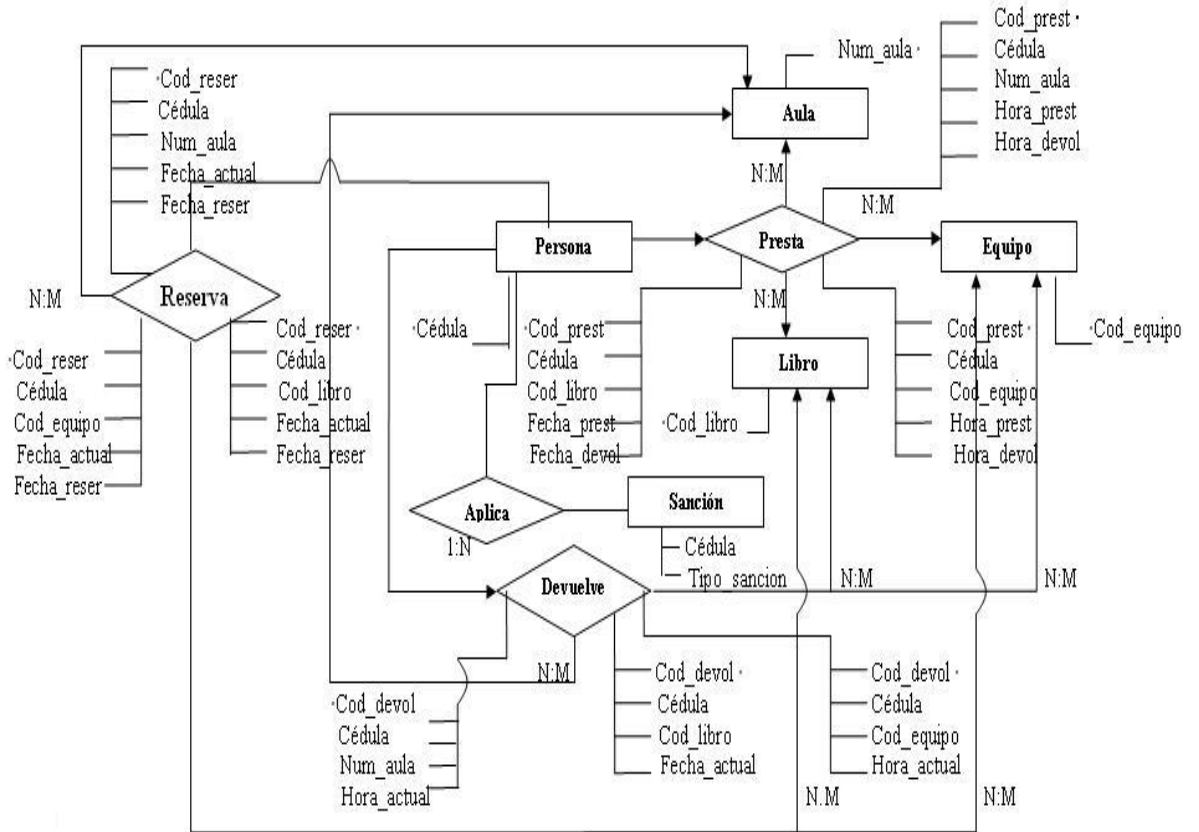 Cod_prest ·
Cédula
Num_aula
Hora_prest
Hora_devol
Num_aula ·
Aula
·Cod_reser
Cédula
Num_aula
Fecha_actual
Fecha_reser
N:M
N:M
Persona
Presta
Equipo
N:M
Reserva
N:M
·Cédula
·Cod_equipo
Cod_reser ·
Cédula
Cod_libro
Fecha_actual
Fecha_reser
·Cod_reser
Cédula
Cod_equipo
Fecha_actual
Fecha_reser
Cod_prest
Cédula
Cod_libro
Fecha_prest
Fecha_devol
Libro
·Cod_libro
Cod_prest ·
Cédula
Cod_equipo
Hora_prest
Hora_devol
Aplica
1:N
Sanción
Cédula
Tipo_sancion
Devuelve
N:M
N:M
N:M
·Cod_devol
Cédula
Num_aula
Hora_actual
Cod_devol ·
Cédula
Cod_libro
Fecha_actual
Cod_devol ·
Cédula
Cod_equipo
Hora_actual
N.M
N:M